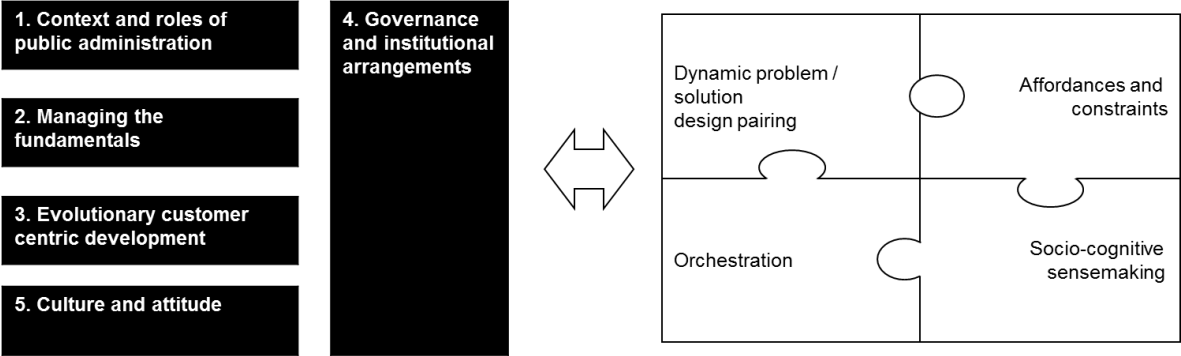 1. Context and roles of
public administration
2. Managing the
fundamentals
3. Evolutionary customer
centric development
5. Culture and attitude
4. Governance
and institutional
arrangements
Dynamic problem /
solution
design pairing
Affordances and
constraints
Orchestration
Socio-cognitive
sensemaking